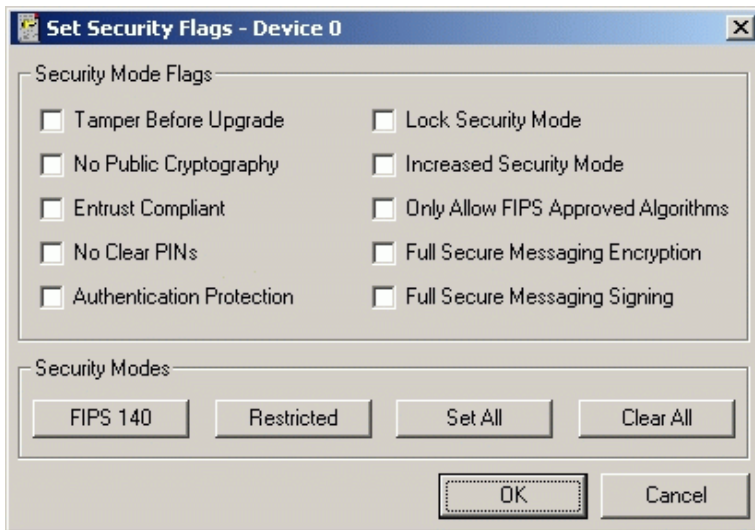 Set Security Flags - Device 0
Security Mode Flags
Tamper Before Upgrade
Lock Security Mode
No Public Cryptography
Increased Security Mode
Entrust Compliant
Only Allow FIPS Approved Algorithms
No Clear PINs
Full Secure Messaging Encryption
Authentication Protection
Full Secure Messaging Signing
Security Modes
FIPS 140
Restricted
Set All
Clear All
OK
Cancel